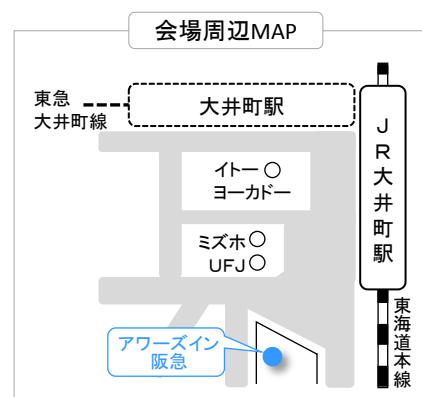 会場周辺MAP
東急
大井町線
大井町駅
ＪＲ大井町駅
イトー
ヨーカドー
ミズホ
ＵＦＪ
東海道本線
アワーズイン
阪急